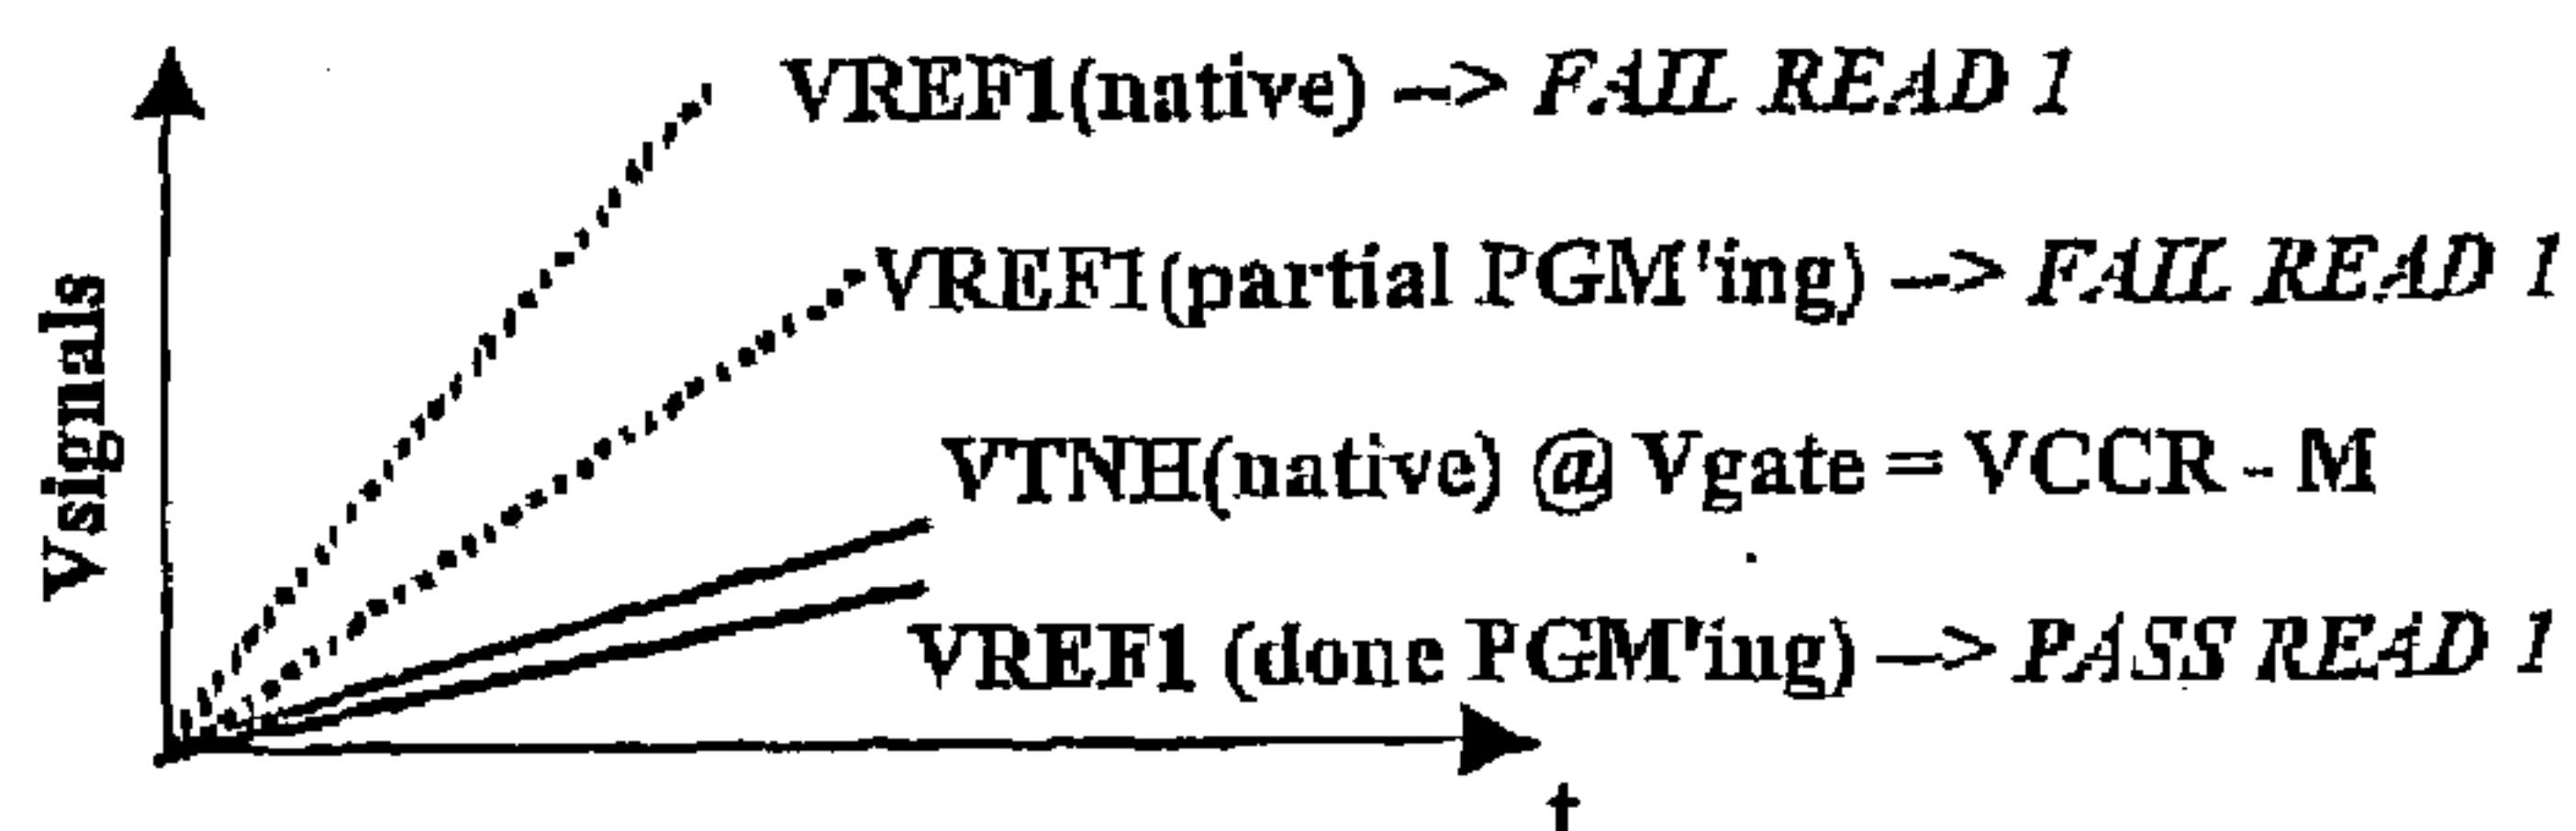 VREF1(native) --> FAIL READ 1
VREF1(partial PGM'ing) --> FAIL READ 1
Vsignals
VTNH(native) @ Vgate = VCCR - M
VREF1 (done PGM'ing) --> PASS READ 1
t